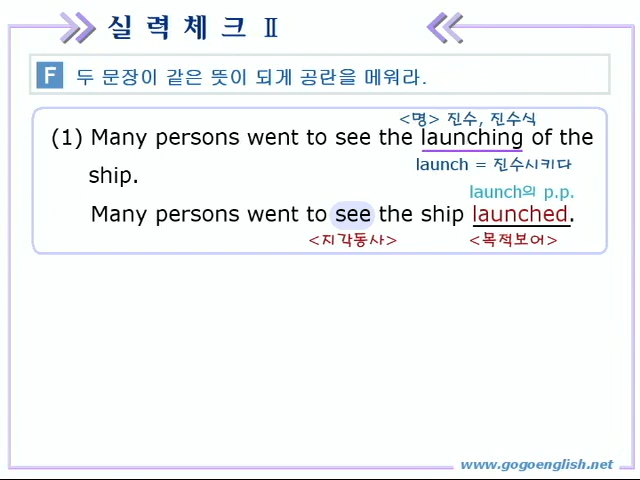 실력체크 Ⅱ
F 두 문장이 같은 뜻이 되게 공란을 메워라.
<명> 진수, 진수식
(1) Many persons went to see the launching of the
launch = 진수시키다
ship.
launch의 p.p.
Many persons went to see the ship launched.
<지각동사> <목적보어>
www.gogoenglish.net